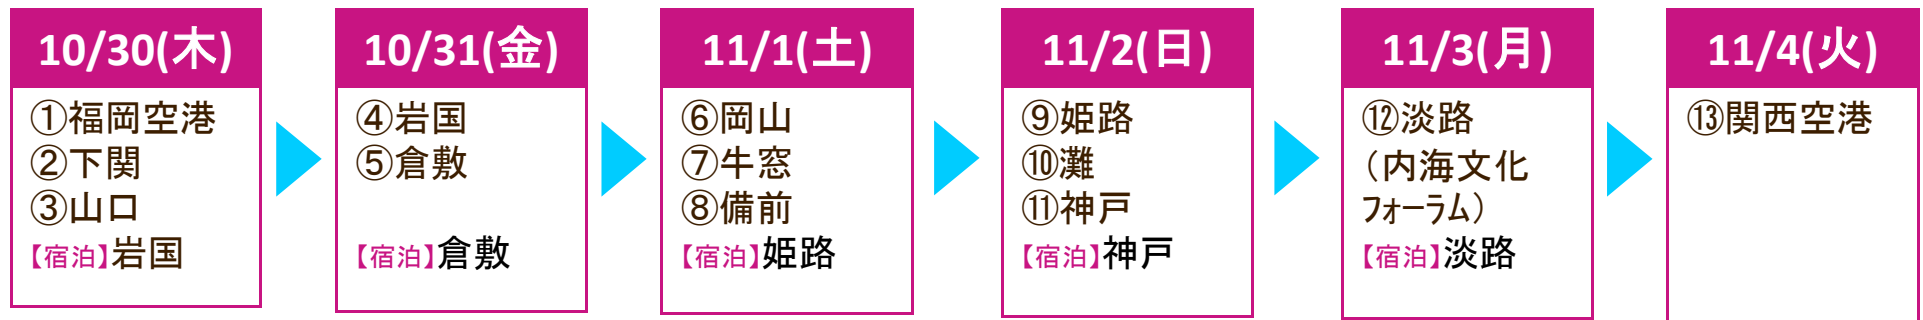 10/30(木)
①福岡空港
②下関
③山口
【宿泊】岩国
10/31(金)
④岩国
⑤倉敷
【宿泊】倉敷
11/1(土)
⑥岡山
⑦牛窓
⑧備前
【宿泊】姫路
11/2(日)
⑨姫路
⑩灘
⑪神戸
【宿泊】神戸
11/3(月)
⑫淡路
（内海文化
フォーラム）
【宿泊】淡路
11/4(火)
⑬関西空港